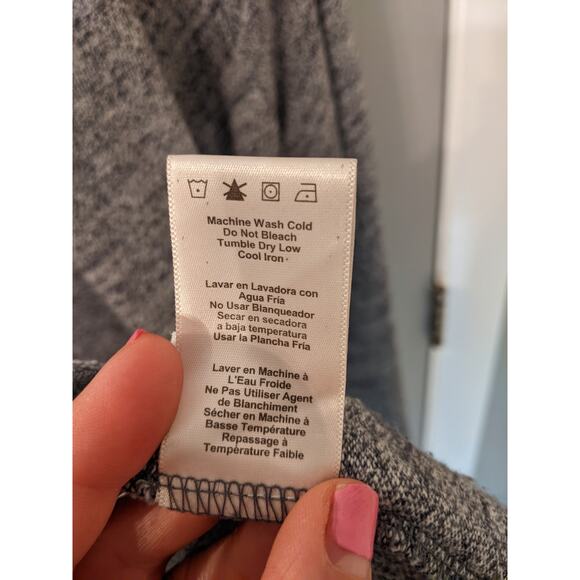 Machine Wash Cold
Do Not Bleach
Tumble Dry Low
Cool Iron
Lavar en Lavadora con
Agua Fría
No Usar Blanqueador
Secar en secadora
a baja temperatura
Usar la Plancha Fría
Laver en Machine à
L'Eau Froide
Ne Pas Utiliser Agent
de Blanchiment
Sécher en Machine à
Basse Température
Repassage à
Température Faible